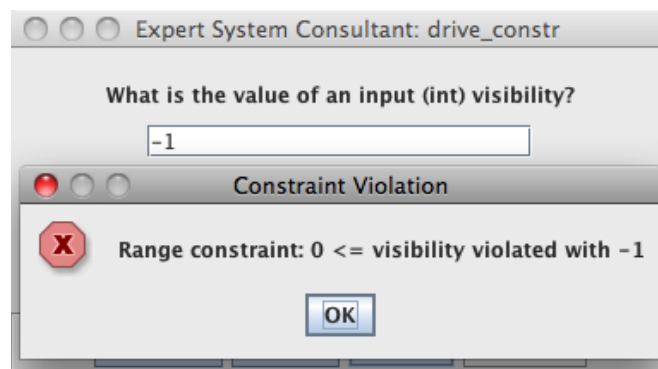 Expert System Consultant: drive_constr
What is the value of an input (int) visibility?
-1
Constraint Violation
X
Range constraint: 0 <= visibility violated with -1
OK